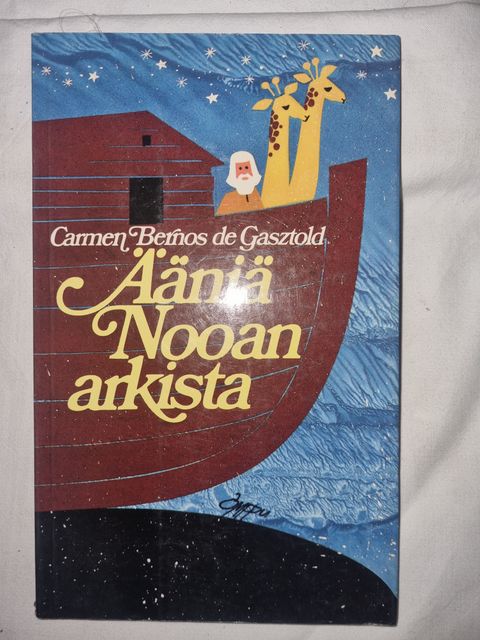 Carmen Bernos de Gasztold
Ääniä
Nooan
arkista